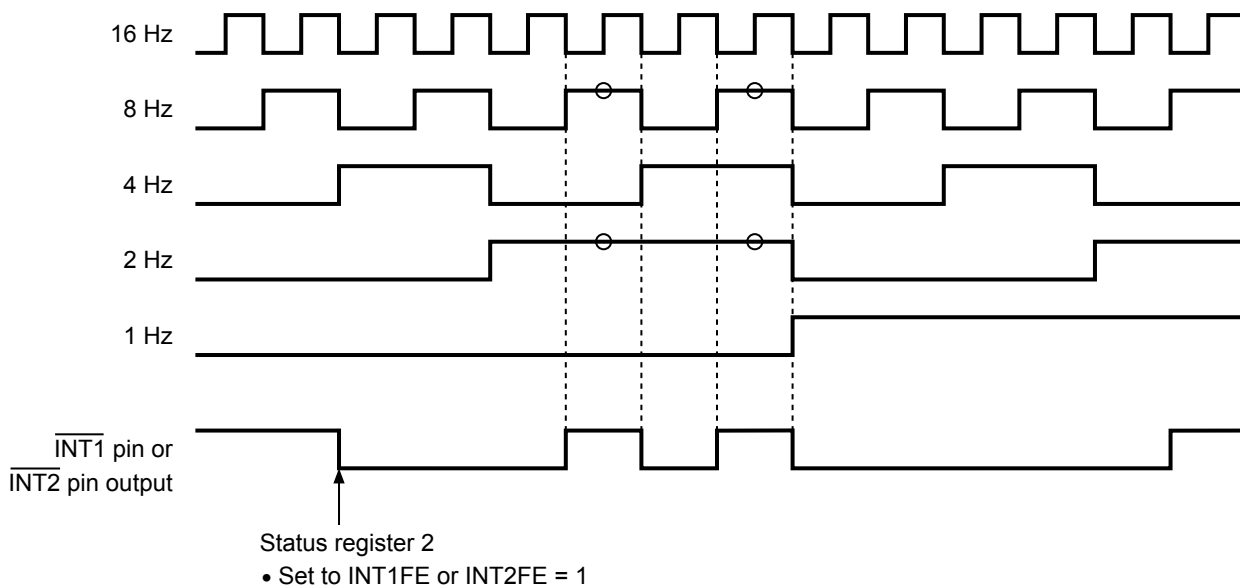 16 Hz
8 Hz
4 Hz
2 Hz
1 Hz
INT1 pin or
INT2 pin output
Status register 2
• Set to INT1FE or INT2FE = 1